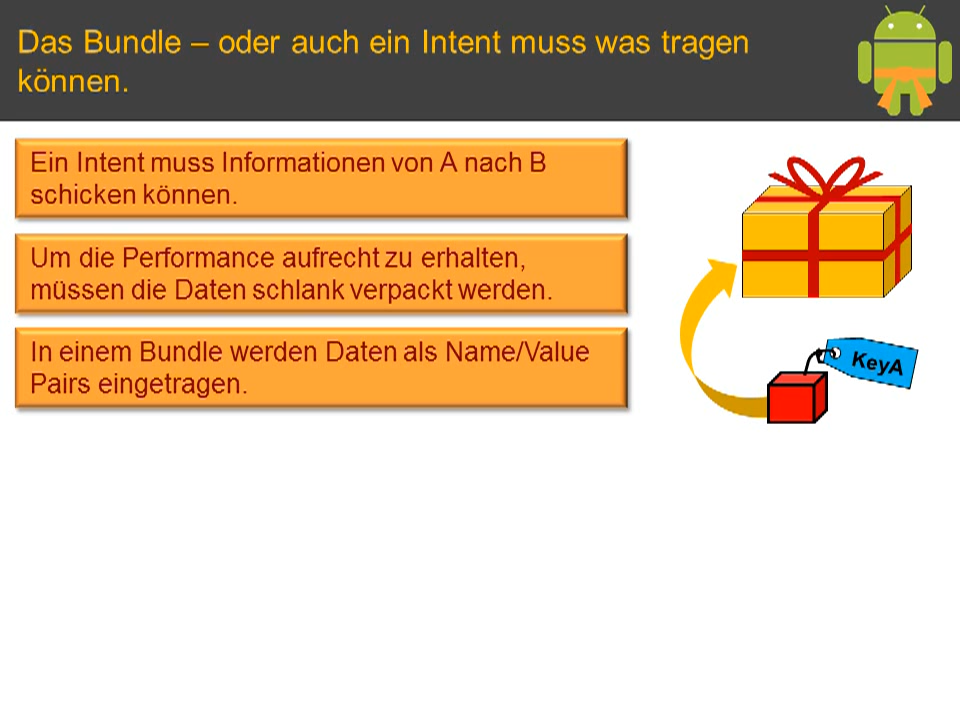 Das Bundle – oder auch ein Intent muss was tragen
können.
Ein Intent muss Informationen von A nach B
schicken können.
Um die Performance aufrecht zu erhalten,
müssen die Daten schlank verpackt werden.
In einem Bundle werden Daten als Name/Value
Pairs eingetragen.
KeyA